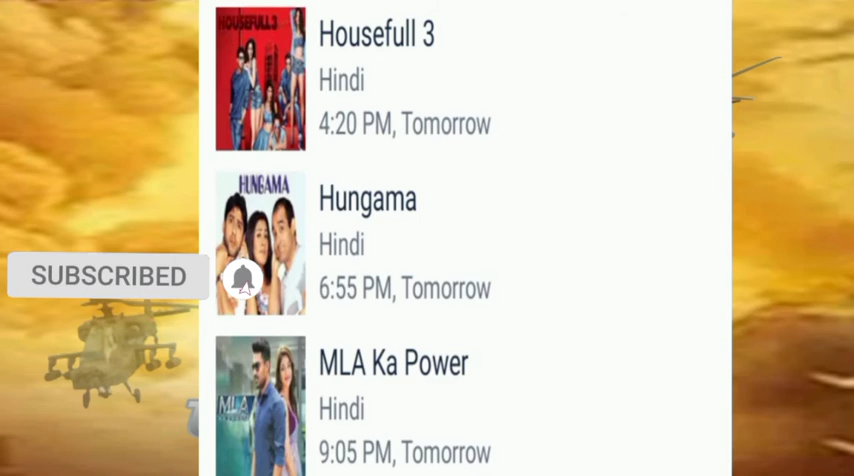 HOUSEFULL3
Housefull 3
Hindi
4:20 PM, Tomorrow
HUNGAMA
Hungama
Hindi
6:55 PM, Tomorrow
SUBSCRIBED
MLA
MLA Ka Power
Hindi
9:05 PM, Tomorrow